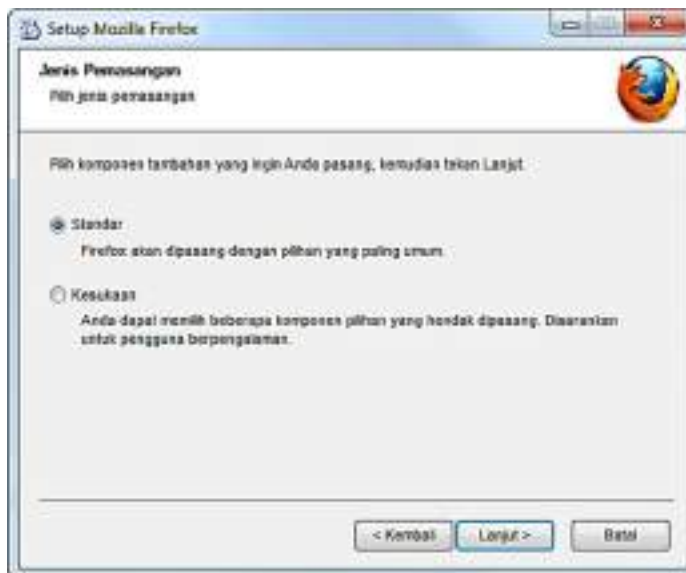 Setup Mozilla Firefox
Jenis Pemasangan
Pilih jenis pemasangan
Pilih komponen tambahan yang ingin Anda pasang, kemudian tekan Lanjut.
Standar
Firefox akan dipasang dengan pilihan yang paling umum.
Kesukaan
Anda dapat memilih beberapa komponen pilihan yang hendak dipasang. Disarankan
untuk pengguna berpengalaman.
< Kembali
Lanjut >
Batal